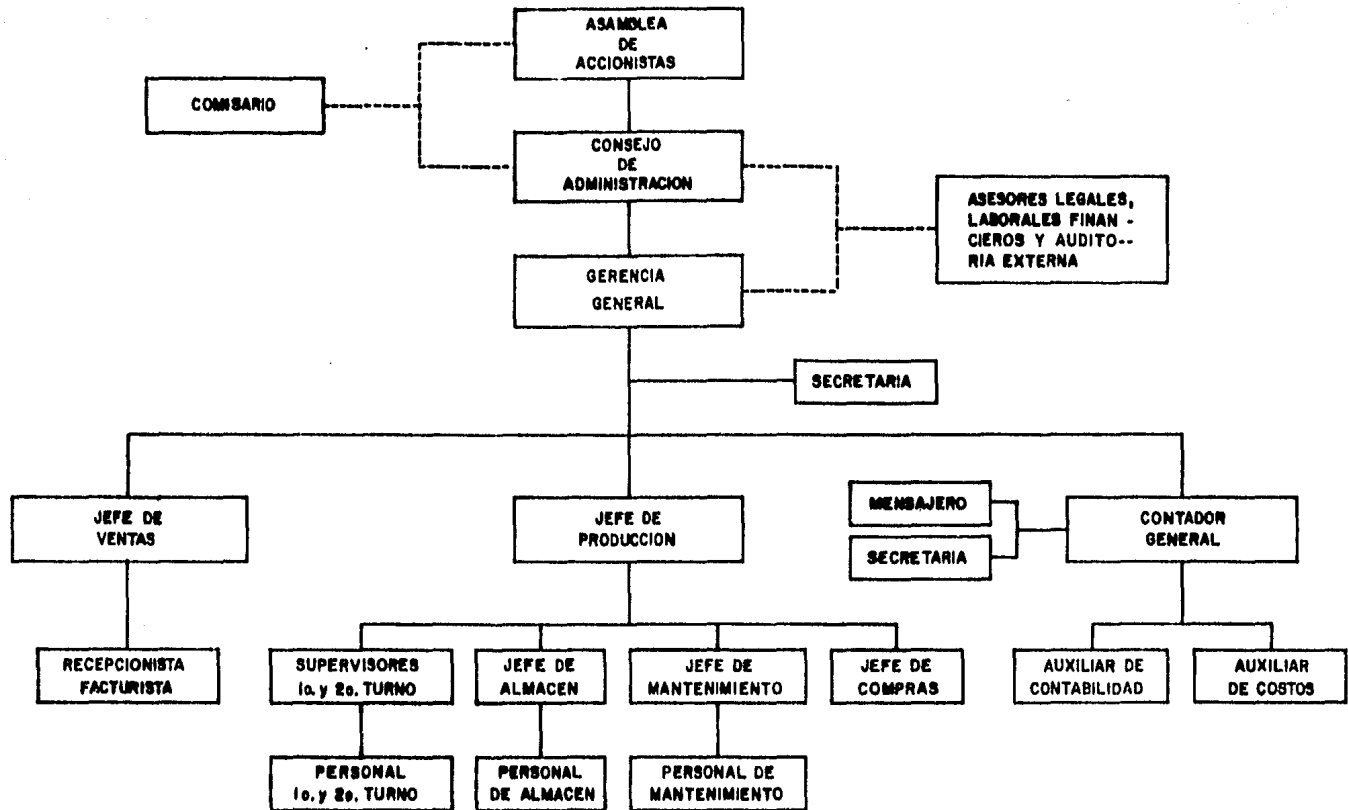 ASAMBLEA
DE
ACCIONISTAS
COMISARIO
CONSEJO
DE
ADMINISTRACION
ASESORES LEGALES,
LABORALES FINAN -
CIEROS Y AUDITO--
RIA EXTERNA
GERENCIA
GENERAL
SECRETARIA
JEFE DE
VENTAS
JEFE DE
PRODUCCION
MENSAJERO
SECRETARIA
CONTADOR
GENERAL
RECEPCIONISTA
FACTURISTA
SUPERVISORES
1o. y 2o. TURNO
JEFE DE
ALMACEN
JEFE DE
MANTENIMIENTO
JEFE DE
COMPRAS
AUXILIAR DE
CONTABILIDAD
AUXILIAR
DE COSTOS
PERSONAL
1o. y 2o. TURNO
PERSONAL
DE ALMACEN
PERSONAL DE
MANTENIMIENTO